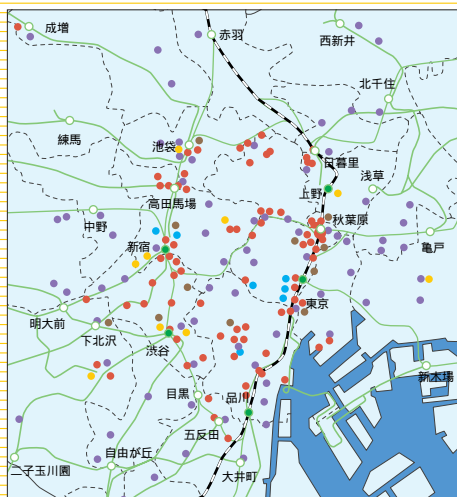 成増
赤羽
西新井
北千住
練馬
池袋
日暮里
浅草
上野
高田馬場
秋葉原
中野
新宿
亀戸
東京
明大前
下北沢
渋谷
新木場
目黒
品川
五反田
自由が丘
二子玉川園
大井町